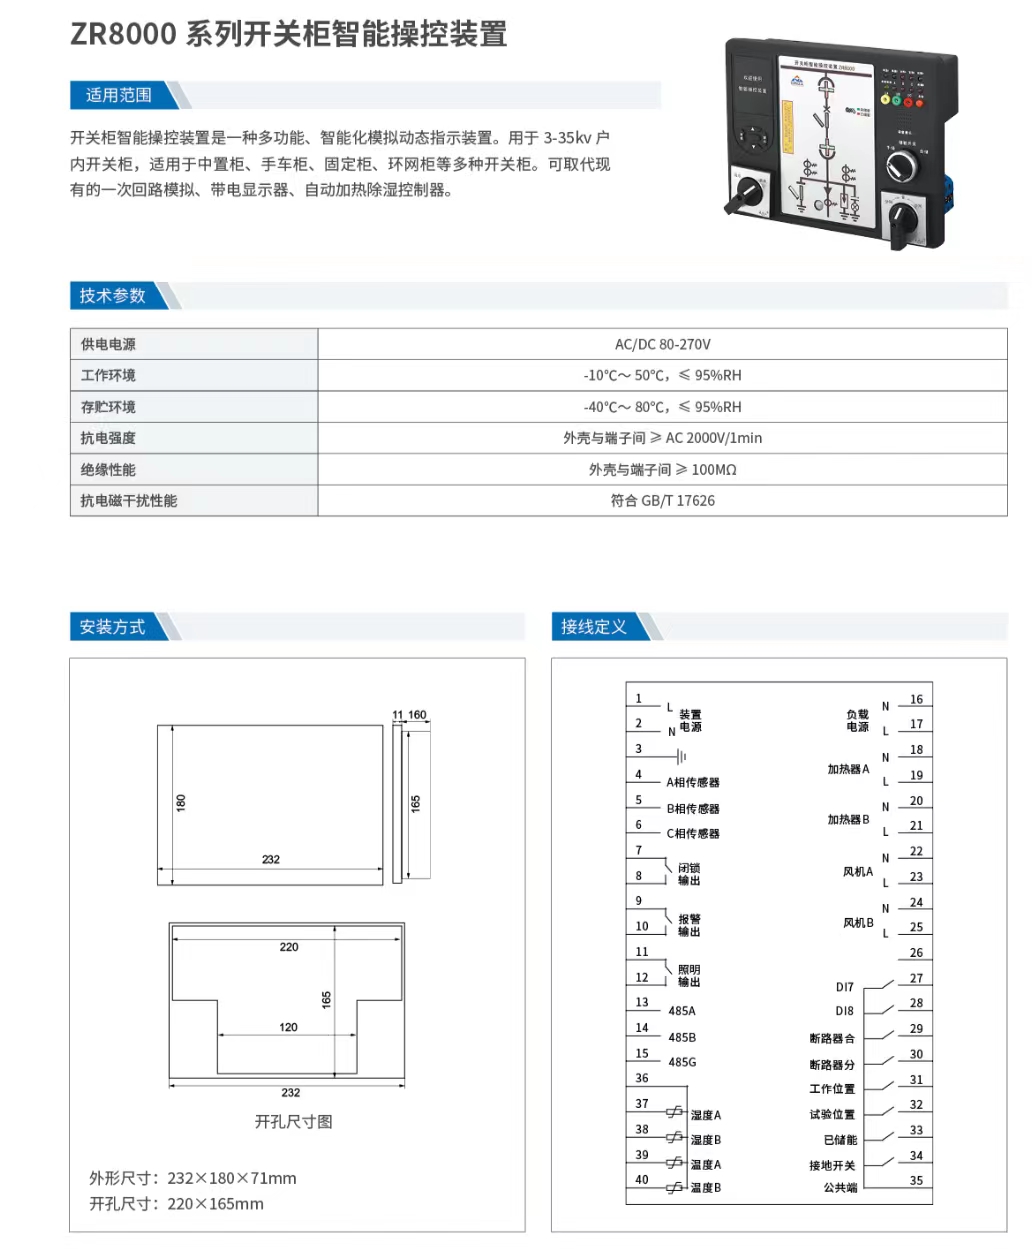 ZR8000 系列开关柜智能操控装置
适用范围
开关柜智能操控装置是一种多功能、智能化模拟动态指示装置。用于 3-35kv 户
内开关柜，适用于中置柜、手车柜、固定柜、环网柜等多种开关柜。可取代现
有的一次回路模拟、带电显示器、自动加热除湿控制器。
开关柜智能操控装置 ZR8000
技术参数
供电电源 AC/DC 80-270V
工作环境 -10℃～ 50℃，≤ 95%RH
存贮环境 -40℃～ 80℃，≤ 95%RH
抗电强度 外壳与端子间 ≥ AC 2000V/1min
绝缘性能 外壳与端子间 ≥ 100MΩ
抗电磁干扰性能 符合 GB/T 17626
安装方式
11 160
180
165
232
220
165
120
232
开孔尺寸图
外形尺寸：232×180×71mm
开孔尺寸：220×165mm
接线定义
1 L 装置
2 N 电源
3
4 A相传感器
5 B相传感器
6 C相传感器
7 闭锁
8 输出
9 报警
10 输出
11 照明
12 输出
13 485A
14 485B
15 485G
36
37 湿度A
38 湿度B
39 温度A
40 温度B
负载 N 16
电源 L 17
加热器A N 18
L 19
加热器B N 20
L 21
风机A N 22
L 23
风机B N 24
L 25
26
DI7 27
DI8 28
断路器合 29
断路器分 30
工作位置 31
试验位置 32
已储能 33
接地开关 34
公共端 35